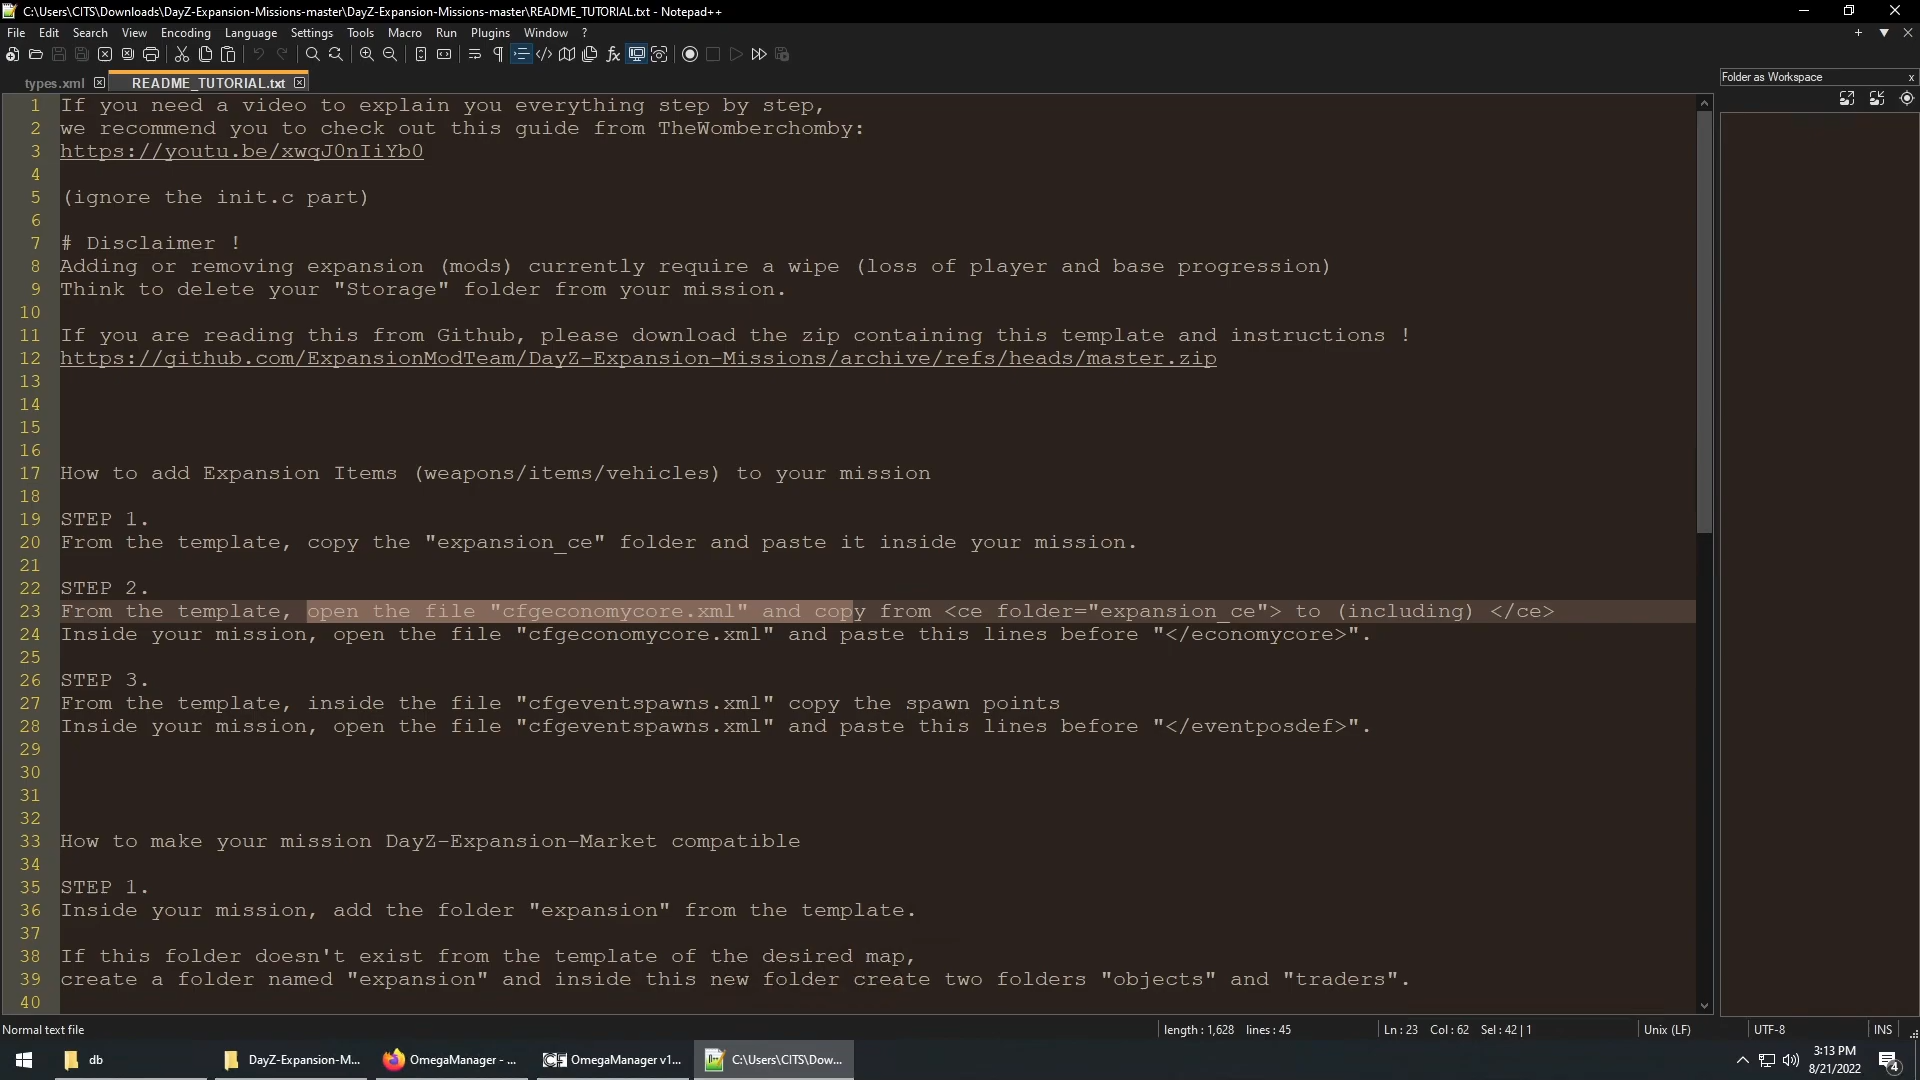 C:\Users\CITS\Downloads\DayZ-Expansion-Missions-master\DayZ-Expansion-Missions-master\README_TUTORIAL.txt - Notepad++
File Edit Search View Encoding Language Settings Tools Macro Run Plugins Window ?
types.xml README_TUTORIAL.txt
Folder as Workspace
1 If you need a video to explain you everything step by step,
2 we recommend you to check out this guide from TheWomberchomby:
3 https://youtu.be/xwqJ0nIiYb0
4
5 (ignore the init.c part)
6
7 # Disclaimer !
8 Adding or removing expansion (mods) currently require a wipe (loss of player and base progression)
9 Think to delete your "Storage" folder from your mission.
10
11 If you are reading this from Github, please download the zip containing this template and instructions !
12 https://github.com/ExpansionModTeam/DayZ-Expansion-Missions/archive/refs/heads/master.zip
13
14
15
16
17 How to add Expansion Items (weapons/items/vehicles) to your mission
18
19 STEP 1.
20 From the template, copy the "expansion_ce" folder and paste it inside your mission.
21
22 STEP 2.
23 From the template, open the file "cfgeconomycore.xml" and copy from <ce folder="expansion_ce"> to (including) </ce>
24 Inside your mission, open the file "cfgeconomycore.xml" and paste this lines before "</economycore>".
25
26 STEP 3.
27 From the template, inside the file "cfgeventspawns.xml" copy the spawn points
28 Inside your mission, open the file "cfgeventspawns.xml" and paste this lines before "</eventposdef>".
29
30
31
32
33 How to make your mission DayZ-Expansion-Market compatible
34
35 STEP 1.
36 Inside your mission, add the folder "expansion" from the template.
37
38 If this folder doesn't exist from the template of the desired map,
39 create a folder named "expansion" and inside this new folder create two folders "objects" and "traders".
40
Normal text file length : 1,628 lines : 45 Ln : 23 Col : 62 Sel : 42 | 1 Unix (LF) UTF-8 INS
db DayZ-Expansion-M... OmegaManager - ... OmegaManager v1... C:\Users\CITS\Dow...
3:13 PM
8/21/2022
4